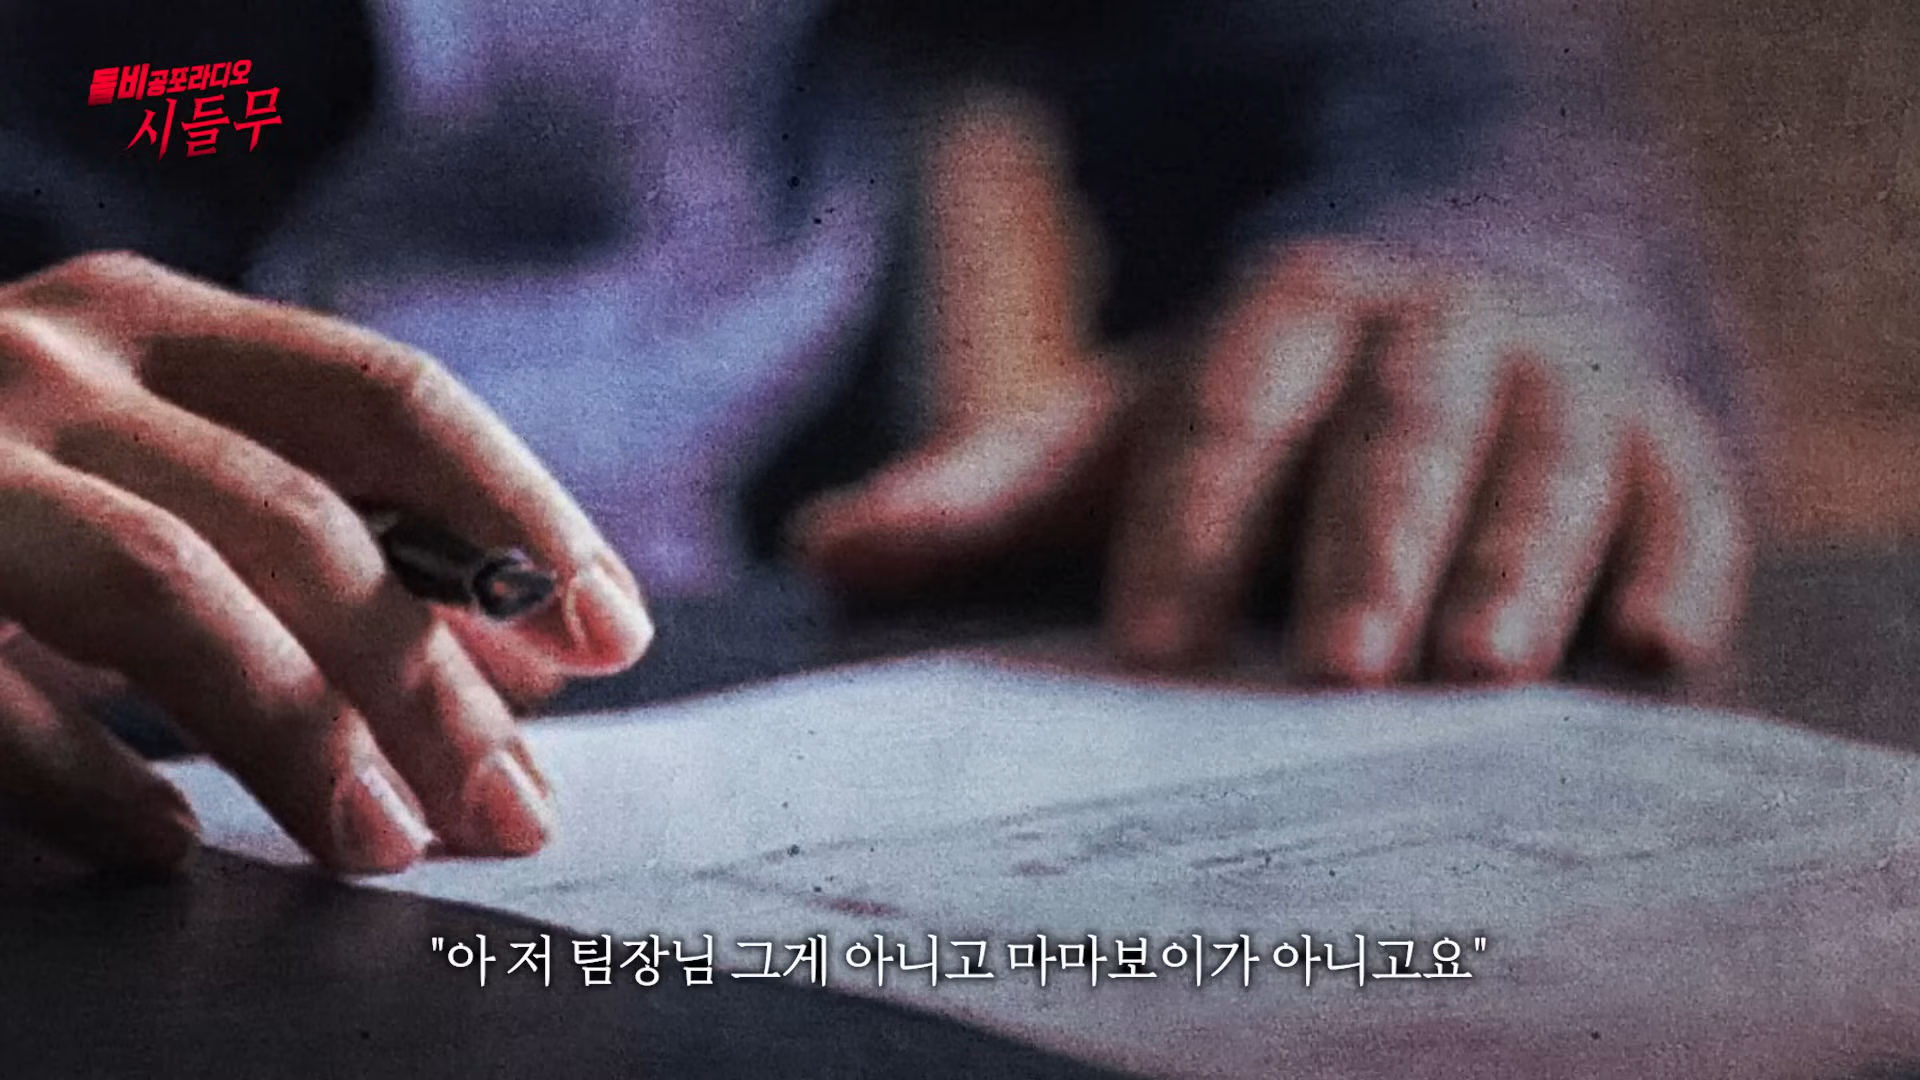 돌비공포라디오
시들무
"아 저 팀장님 그게 아니고 마마보이가 아니고요"